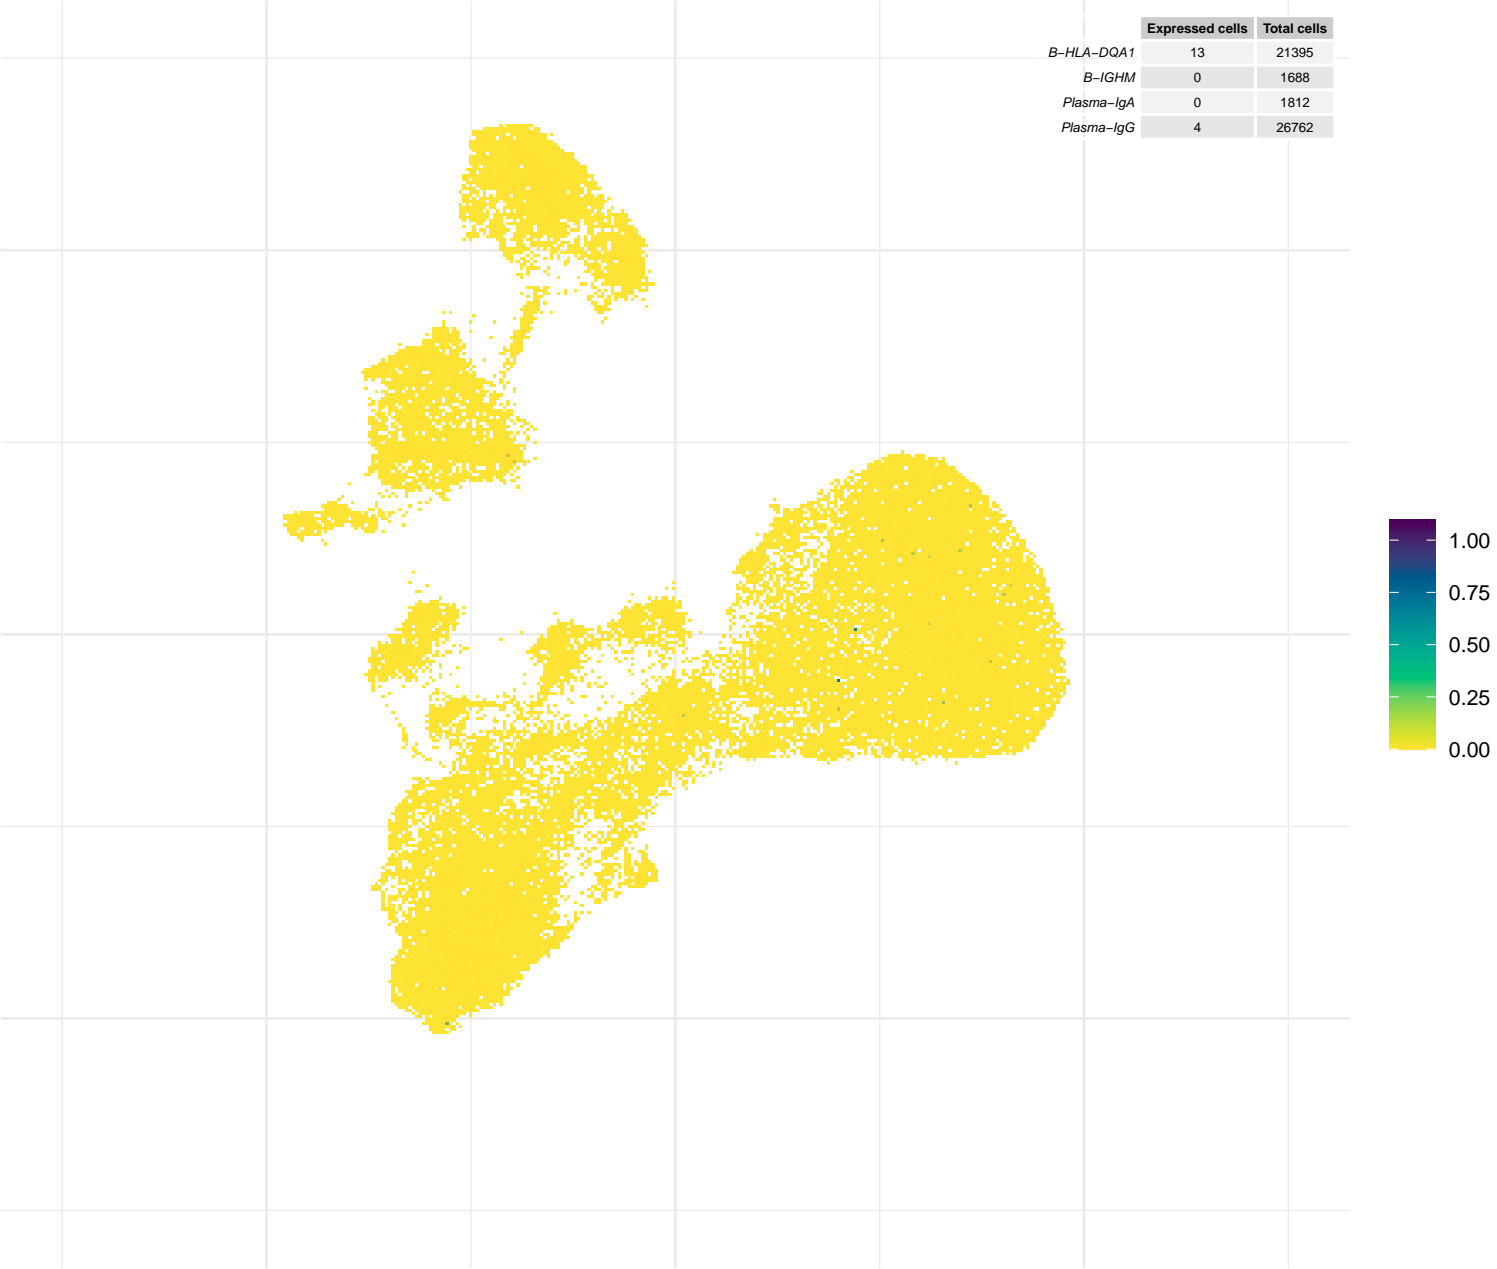 Expressed cells Total cells
B−HLA−DQA1 13 21395
B−IGHM 0 1688
Plasma−IgA 0 1812
Plasma−IgG 4 26762
1.00
0.75
0.50
0.25
0.00